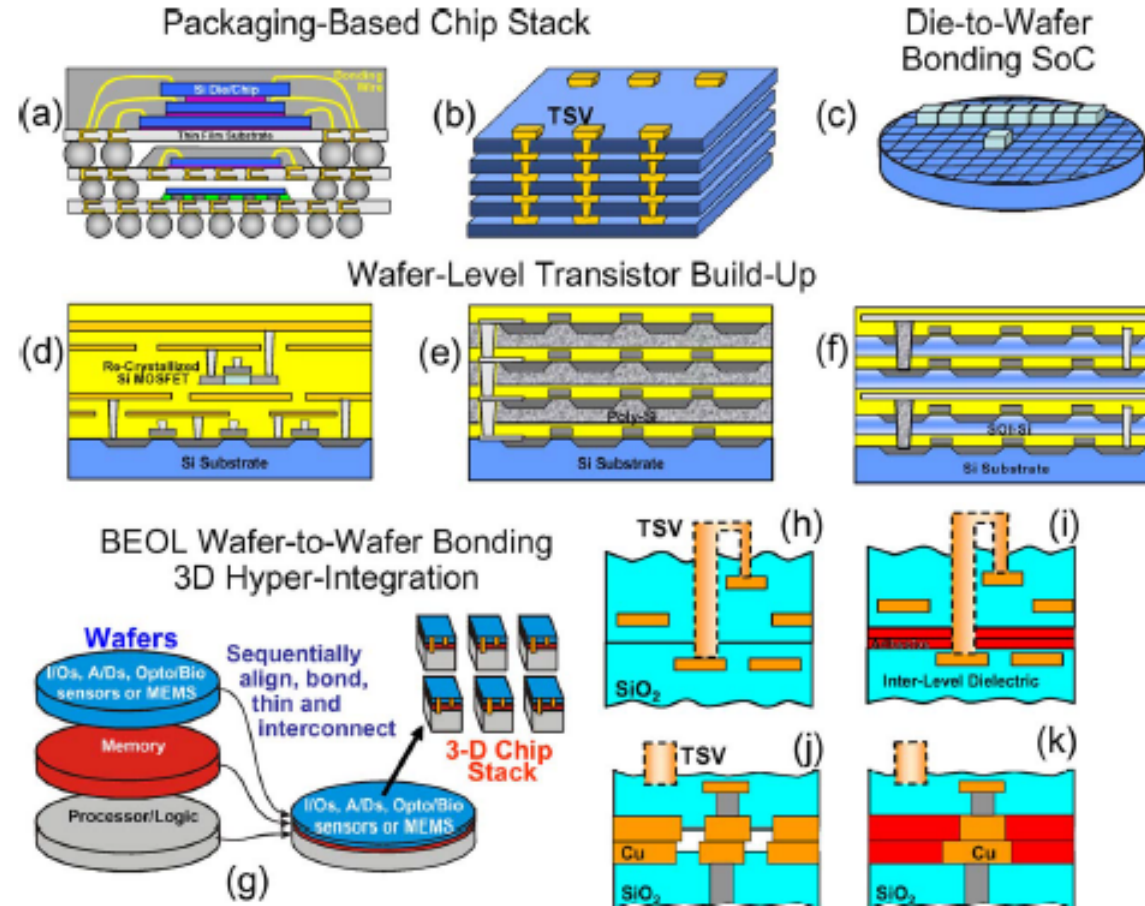 Packaging-Based Chip Stack
Die-to-Wafer
Bonding SoC
(a)
Bonding
Wire
Si Die/Chip
Thin Film Substrate
(b)
TSV
(c)
Wafer-Level Transistor Build-Up
(d)
Re-Crystallized
Si MOSFET
Si Substrate
(e)
Poly-Si
Si Substrate
(f)
SOI-Si
Si Substrate
BEOL Wafer-to-Wafer Bonding
3D Hyper-Integration
Wafers
I/Os, A/Ds, Opto/Bio
sensors or MEMS
Memory
Processor/Logic
Sequentially
align, bond,
thin and
interconnect
3-D Chip
Stack
I/Os, A/Ds, Opto/Bio
sensors or MEMS
(g)
(h)
TSV
SiO2
(i)
Inter-Level Dielectric
(j)
TSV
Cu
SiO2
(k)
Cu
SiO2